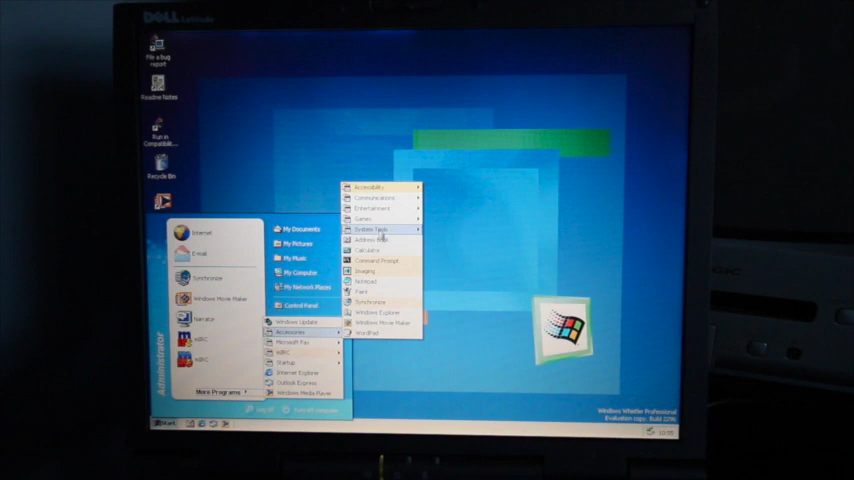 DELL Latitude
File a bug
report
Readme Notes
Run in
Compatibilit...
Recycle Bin
Internet
E-mail
Synchronize
Windows Movie Maker
Narrator
mIRC
mIRC
More Programs
Administrator
My Documents
My Pictures
My Music
My Computer
My Network Places
Control Panel
Windows Update
Accessories
Microsoft Fax
mIRC
Startup
Internet Explorer
Outlook Express
Windows Media Player
Accessibility
Communications
Entertainment
Games
System Tools
Address Book
Calculator
Command Prompt
Imaging
Notepad
Paint
Synchronize
Windows Explorer
Windows Movie Maker
WordPad
Log off
Turn off computer
Windows Whistler Professional
Evaluation copy. Build 2296
Start